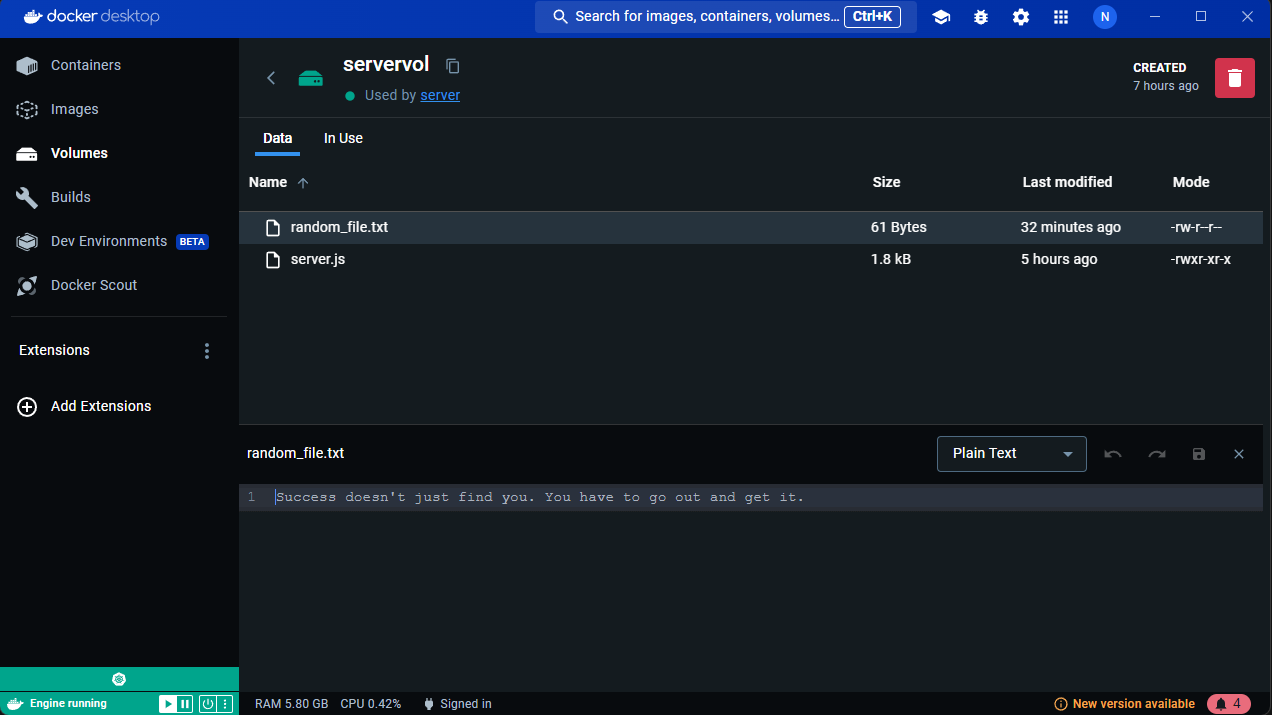 docker desktop
Search for images, containers, volumes... Ctrl+K
N
Containers
Images
Volumes
Builds
Dev Environments BETA
Docker Scout
Extensions
Add Extensions
servervol
Used by server
CREATED
7 hours ago
Data In Use
Name Size Last modified Mode
random_file.txt 61 Bytes 32 minutes ago -rw-r--r--
server.js 1.8 kB 5 hours ago -rwxr-xr-x
random_file.txt Plain Text
1 Success doesn't just find you. You have to go out and get it.
Engine running RAM 5.80 GB CPU 0.42% Signed in New version available 4